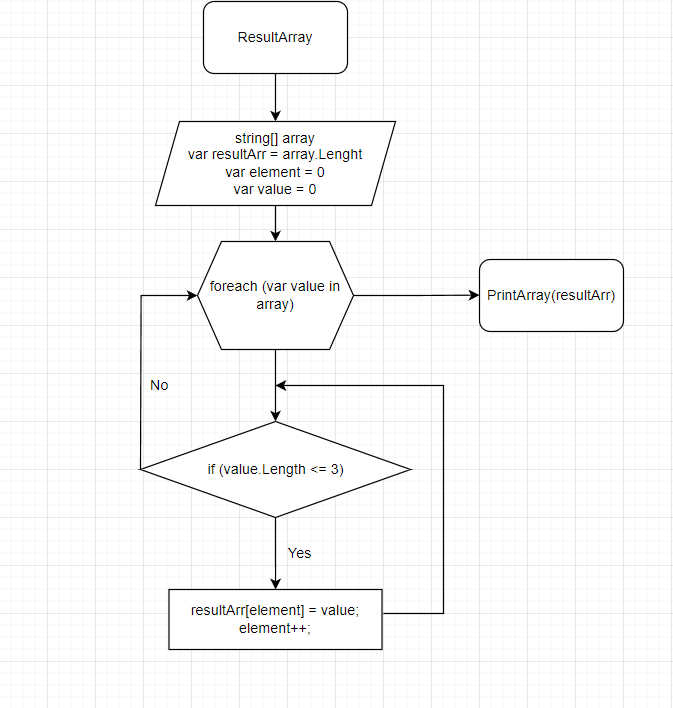 ResultArray
string[] array
var resultArr = array.Lenght
var element = 0
var value = 0
foreach (var value in
array)
PrintArray(resultArr)
No
if (value.Length <= 3)
Yes
resultArr[element] = value;
element++;